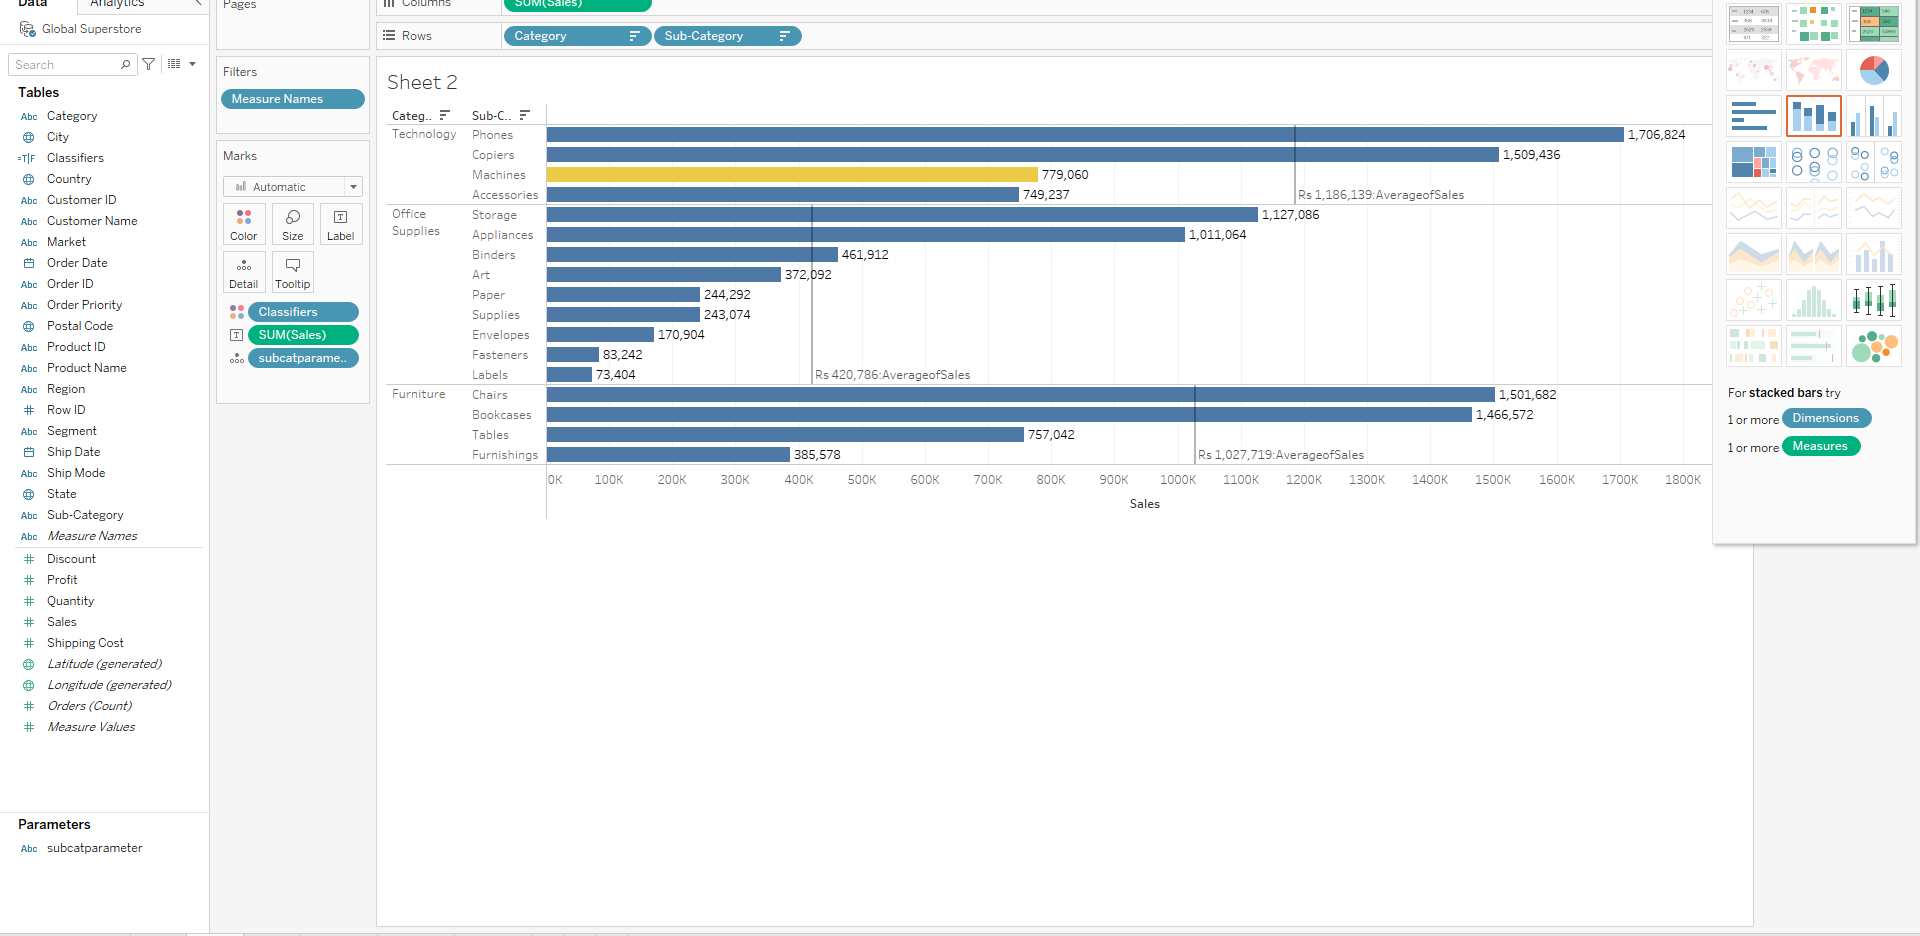 Data
Analytics
Global Superstore
Search
Tables
Abc Category
City
=T|F Classifiers
Country
Abc Customer ID
Abc Customer Name
Abc Market
Order Date
Abc Order ID
Abc Order Priority
Postal Code
Abc Product ID
Abc Product Name
Abc Region
# Row ID
Abc Segment
Ship Date
Abc Ship Mode
State
Abc Sub-Category
Abc Measure Names
# Discount
# Profit
# Quantity
# Sales
# Shipping Cost
Latitude (generated)
Longitude (generated)
# Orders (Count)
# Measure Values
Parameters
Abc subcatparameter
Pages
Filters
Measure Names
Marks
Automatic
Color Size Label
Detail Tooltip
Classifiers
SUM(Sales)
subcatparame..
Columns SUM(Sales)
Rows Category Sub-Category
Sheet 2
Categ.. Sub-C..
Technology Phones 1,706,824
Copiers 1,509,436
Machines 779,060
Accessories 749,237 Rs 1,186,139:AverageofSales
Office Supplies Storage 1,127,086
Appliances 1,011,064
Binders 461,912
Art 372,092
Paper 244,292
Supplies 243,074
Envelopes 170,904
Fasteners 83,242
Labels 73,404 Rs 420,786:AverageofSales
Furniture Chairs 1,501,682
Bookcases 1,466,572
Tables 757,042
Furnishings 385,578 Rs 1,027,719:AverageofSales
0K 100K 200K 300K 400K 500K 600K 700K 800K 900K 1000K 1100K 1200K 1300K 1400K 1500K 1600K 1700K 1800K
Sales
For stacked bars try
1 or more Dimensions
1 or more Measures